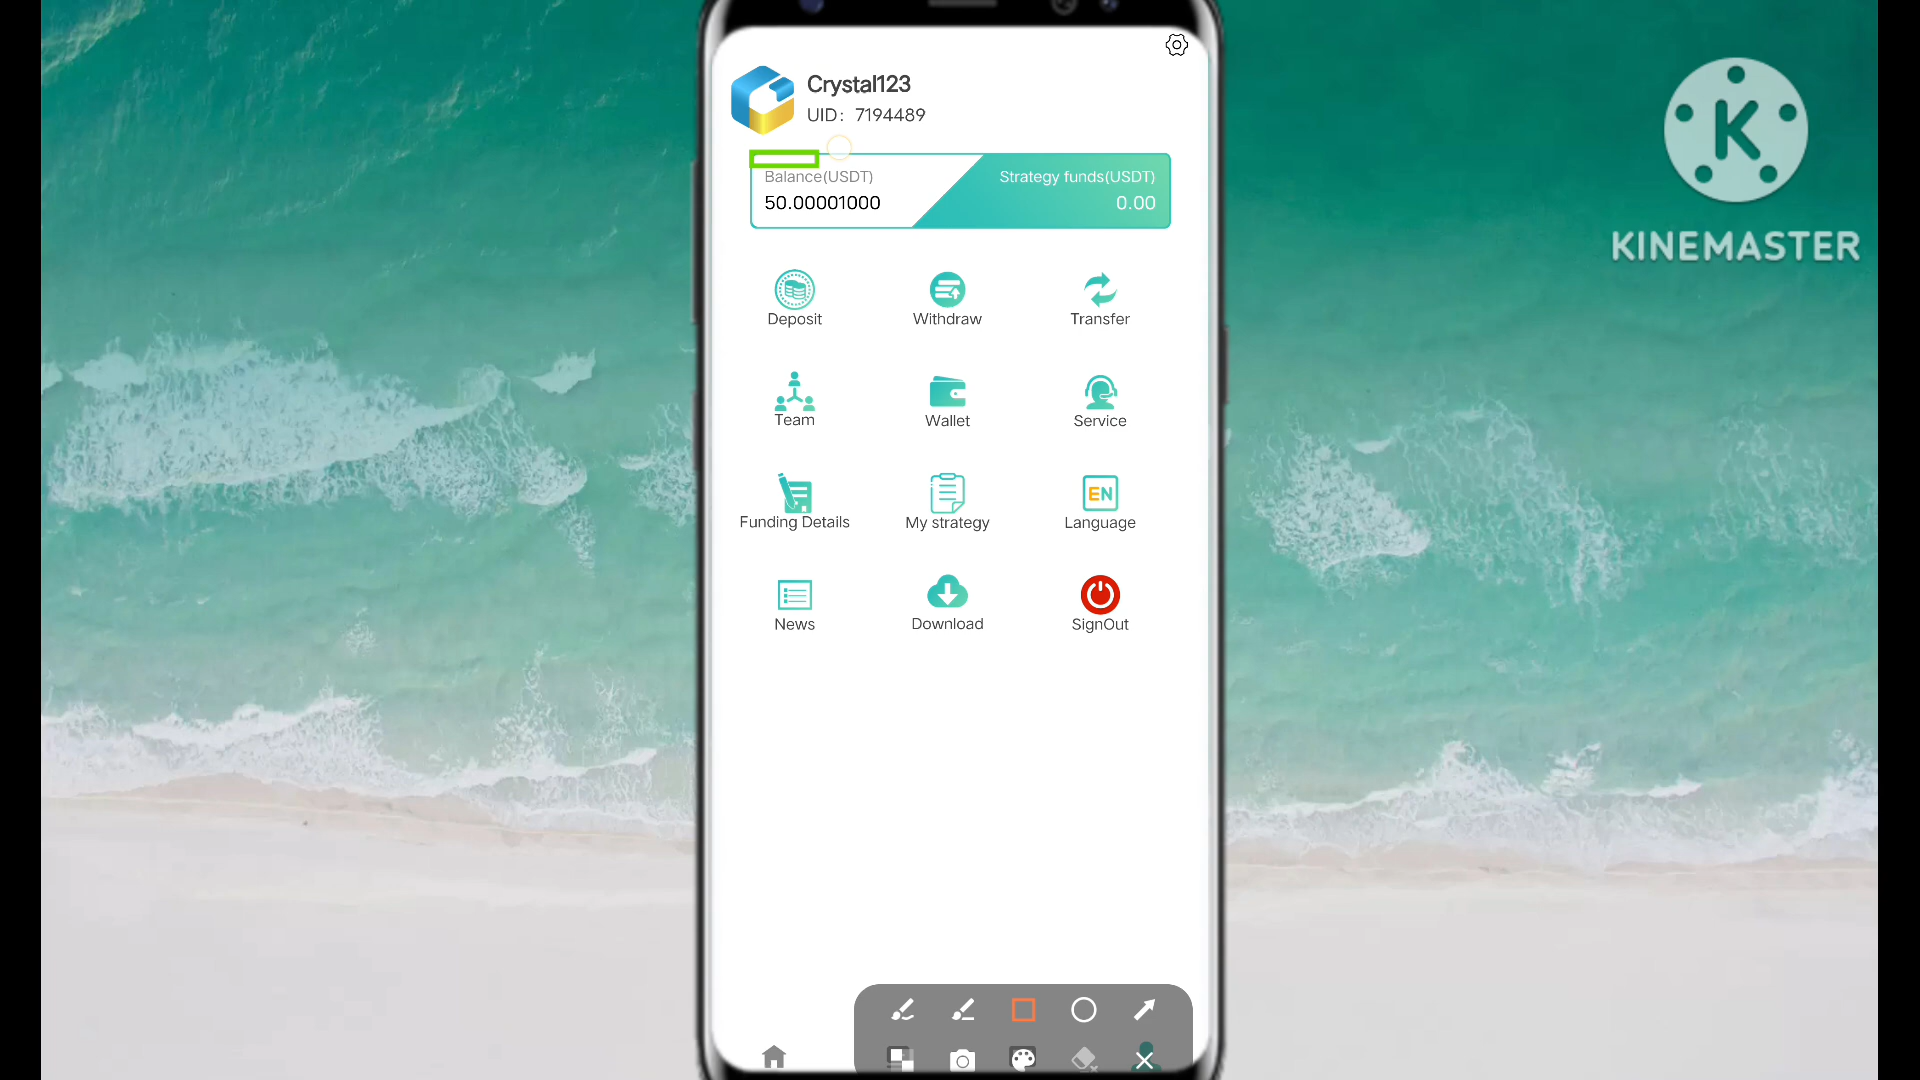 Crystal123
UID: 7194489
Balance(USDT)
Strategy funds(USDT)
50.00001000
0.00
Deposit
Withdraw
Transfer
Team
Wallet
Service
Funding Details
My strategy
EN
Language
News
Download
SignOut
K
KINEMASTER